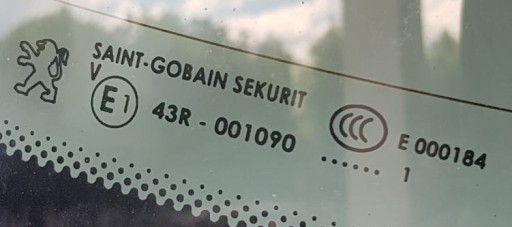 SAINT-GOBAIN SEKURIT
V
E1 43R - 001090
CCC E 000184
...... 1